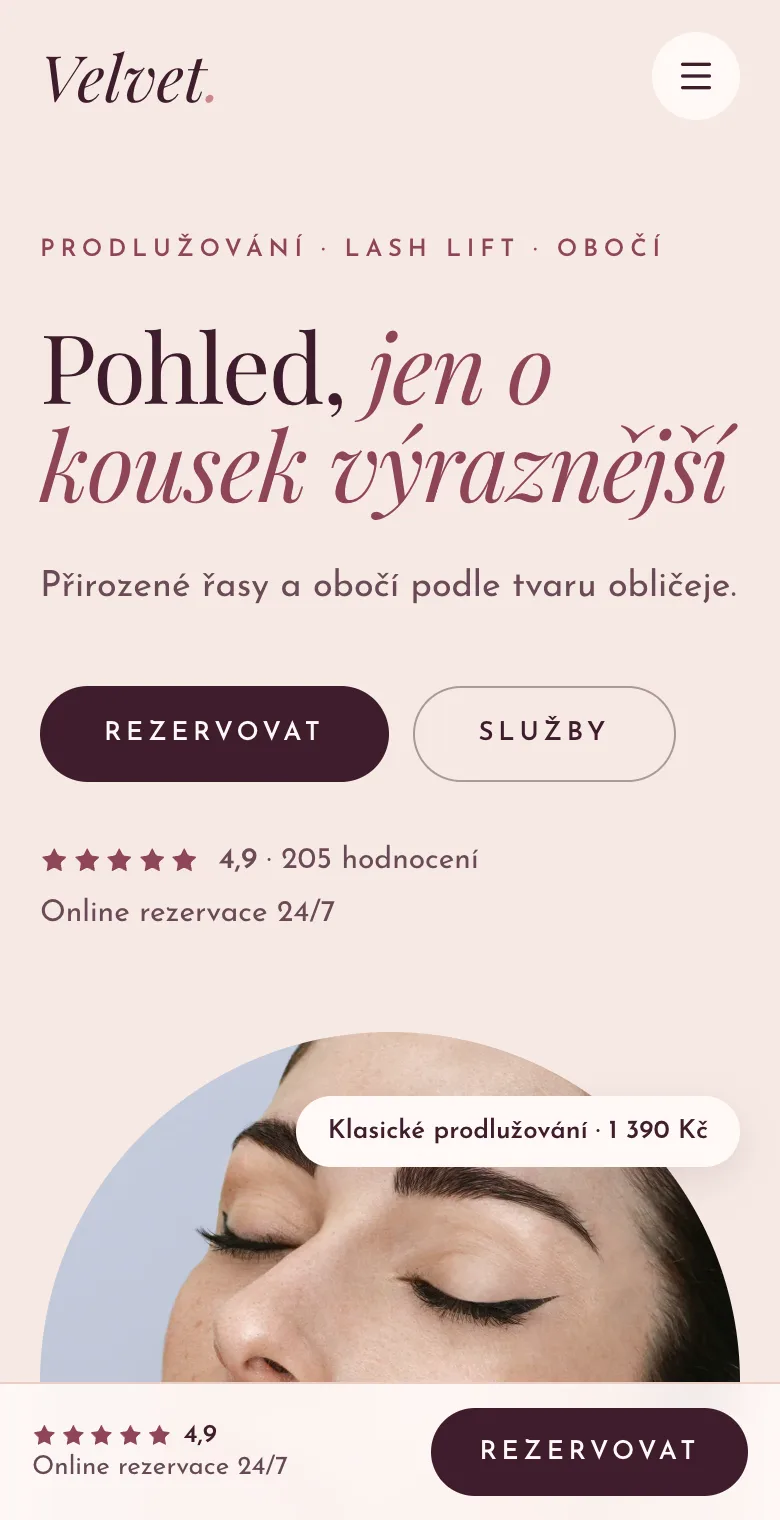 Velvet.
PRODLUŽOVÁNÍ · LASH LIFT · OBOČÍ
Pohled, jen o
kousek výraznější
Přirozené řasy a obočí podle tvaru obličeje.
REZERVOVAT
SLUŽBY
4,9 · 205 hodnocení
Online rezervace 24/7
Klasické prodlužování · 1 390 Kč
4,9
Online rezervace 24/7
REZERVOVAT